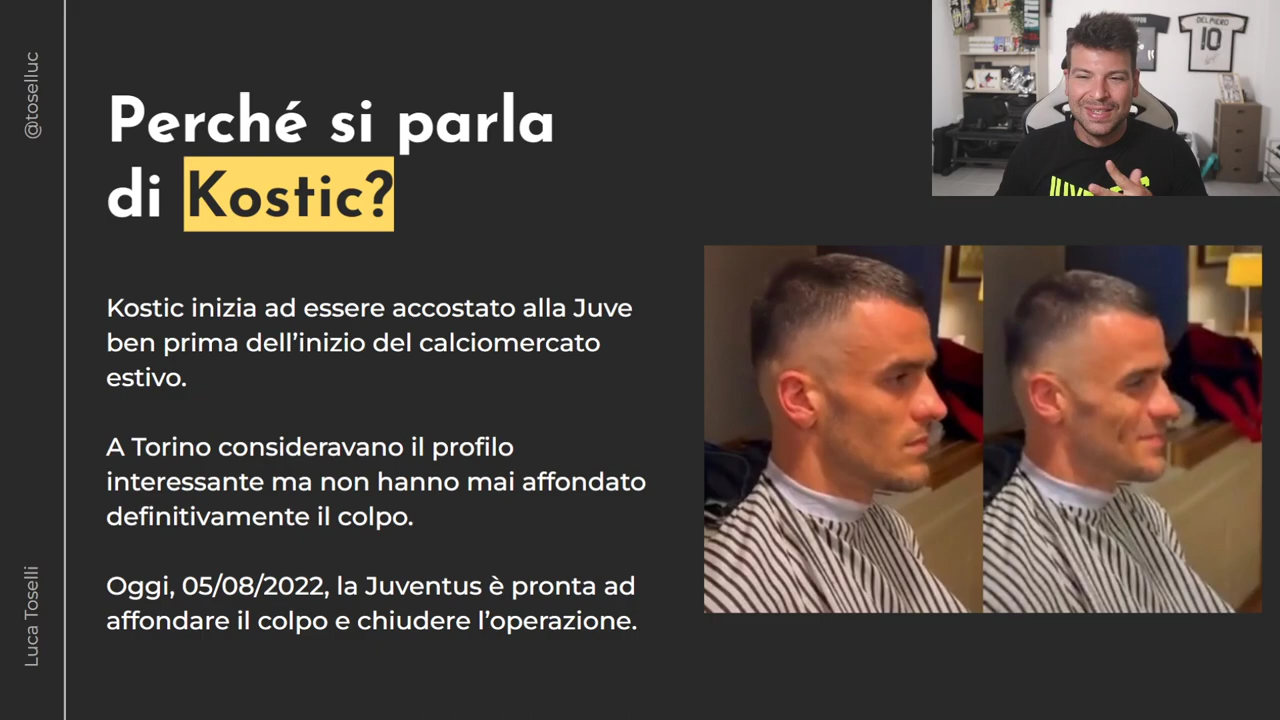 @toselluc
Luca Toselli
Perché si parla
di Kostic?
Kostic inizia ad essere accostato alla Juve
ben prima dell’inizio del calciomercato
estivo.
A Torino consideravano il profilo
interessante ma non hanno mai affondato
definitivamente il colpo.
Oggi, 05/08/2022, la Juventus è pronta ad
affondare il colpo e chiudere l’operazione.
DEL PIERO
10